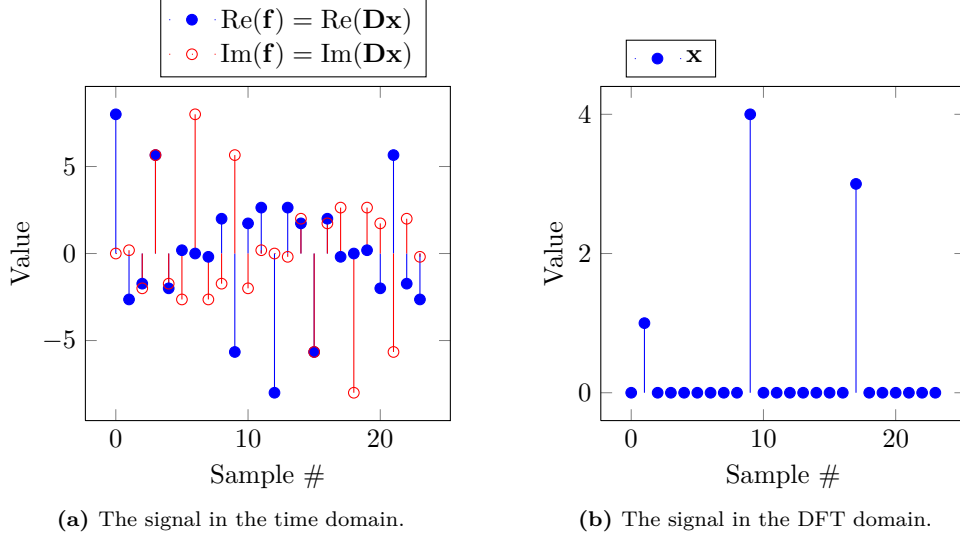 Re(f) = Re(Dx)
Im(f) = Im(Dx)
5
0
−5
0
10
20
Value
Sample #
(a) The signal in the time domain.
x
4
2
0
0
10
20
Value
Sample #
(b) The signal in the DFT domain.